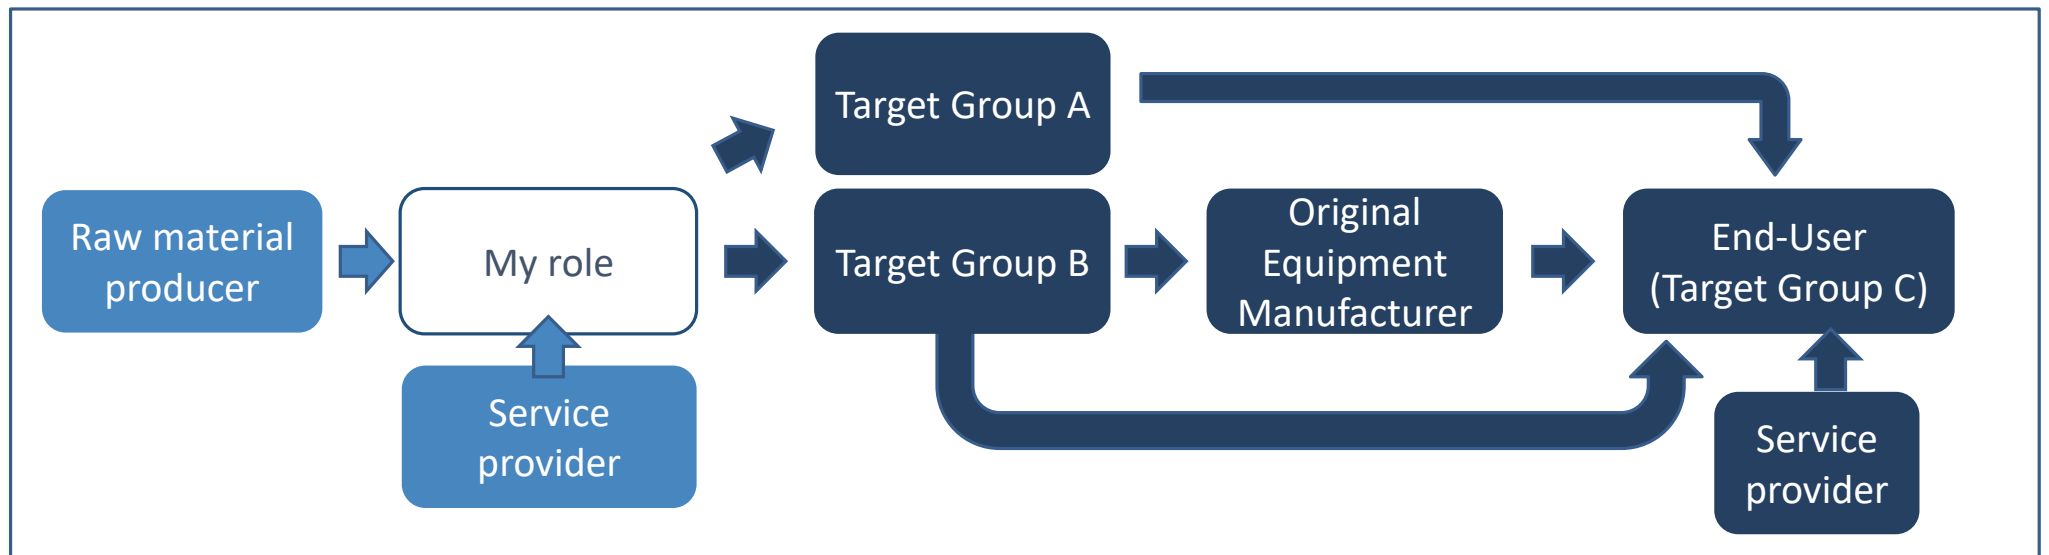 Target Group A
Raw material
producer
My role
Target Group B
Original
Equipment
Manufacturer
End-User
(Target Group C)
Service
provider
Service
provider